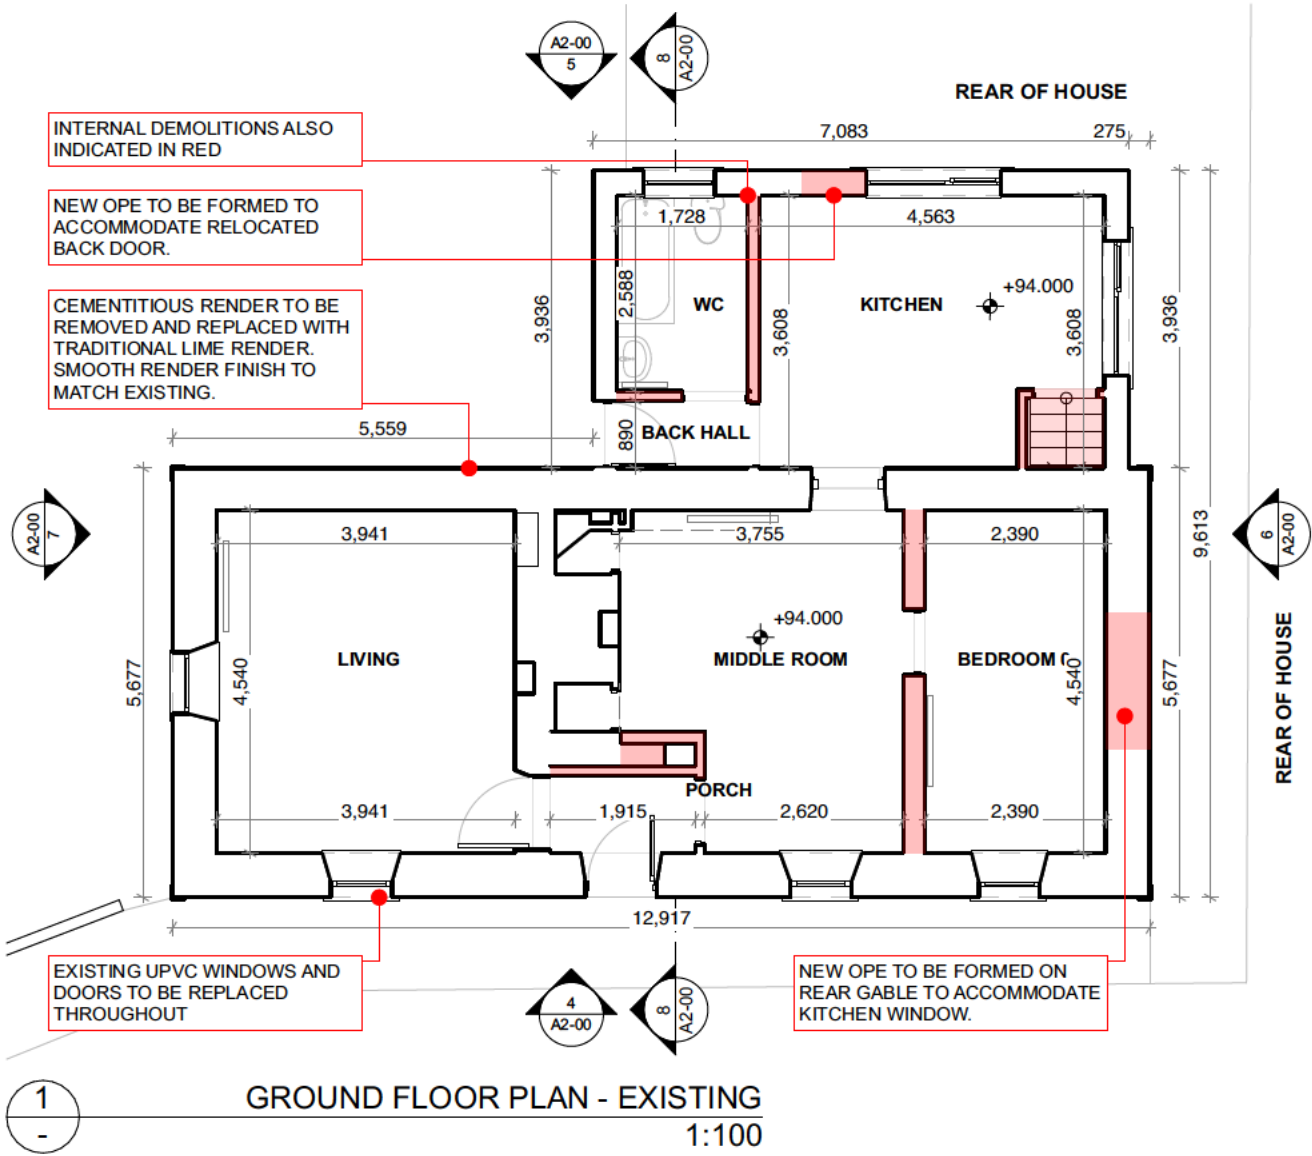 A2-00
5
8
A2-00
REAR OF HOUSE
7,083
275
INTERNAL DEMOLITIONS ALSO
INDICATED IN RED
NEW OPE TO BE FORMED TO
ACCOMMODATE RELOCATED
BACK DOOR.
CEMENTITIOUS RENDER TO BE
REMOVED AND REPLACED WITH
TRADITIONAL LIME RENDER.
SMOOTH RENDER FINISH TO
MATCH EXISTING.
1,728
4,563
3,936
2,588
WC
3,608
KITCHEN
+94.000
3,608
3,936
5,559
890
BACK HALL
A2-00
7
3,941
3,755
2,390
9,613
6
A2-00
LIVING
+94.000
MIDDLE ROOM
BEDROOM
5,677
4,540
4,540
5,677
REAR OF HOUSE
PORCH
3,941
1,915
2,620
2,390
12,917
EXISTING UPVC WINDOWS AND
DOORS TO BE REPLACED
THROUGHOUT
4
A2-00
8
A2-00
NEW OPE TO BE FORMED ON
REAR GABLE TO ACCOMMODATE
KITCHEN WINDOW.
1
-
GROUND FLOOR PLAN - EXISTING
1:100